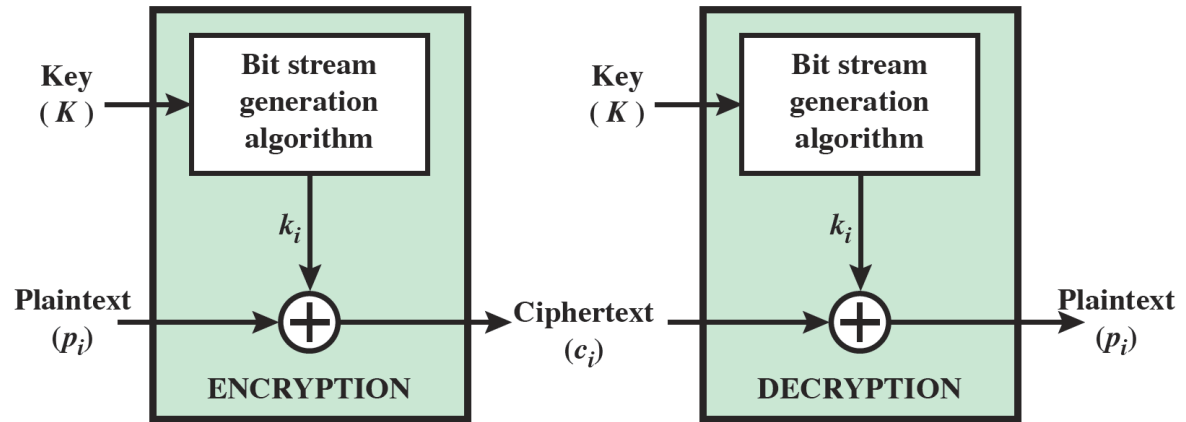 Key
( K )
Bit stream
generation
algorithm
k_i
Plaintext
(p_i)
ENCRYPTION
Ciphertext
(c_i)
Key
( K )
Bit stream
generation
algorithm
k_i
DECRYPTION
Plaintext
(p_i)